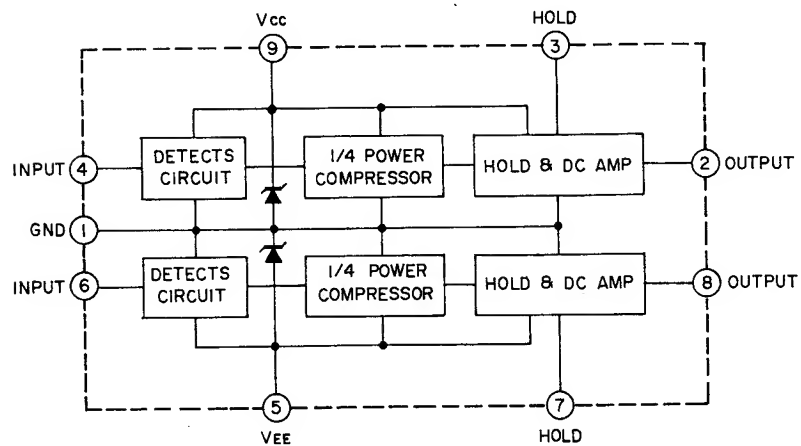 Vcc
HOLD
9
3
INPUT 4
DETECTS
CIRCUIT
1/4 POWER
COMPRESSOR
HOLD & DC AMP
2 OUTPUT
GND 1
INPUT 6
DETECTS
CIRCUIT
1/4 POWER
COMPRESSOR
HOLD & DC AMP
8 OUTPUT
5
7
VEE
HOLD